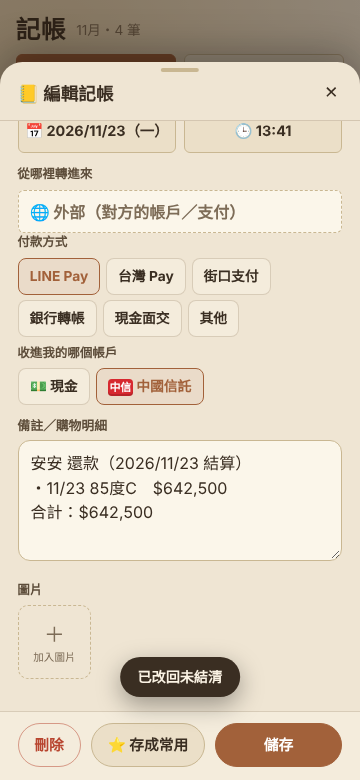 記帳 11月・4 筆
📒 編輯記帳 ✕
📅 2026/11/23（一） 🕒 13:41
從哪裡轉進來
🌐 外部（對方的帳戶／支付）
付款方式
LINE Pay 台灣 Pay 街口支付
銀行轉帳 現金面交 其他
收進我的哪個帳戶
💵 現金 中信 中國信託
備註／購物明細
安安 還款（2026/11/23 結算）
・11/23 85度C　$642,500
合計：$642,500
圖片
＋
加入圖片
已改回未結清
刪除 ⭐ 存成常用 儲存